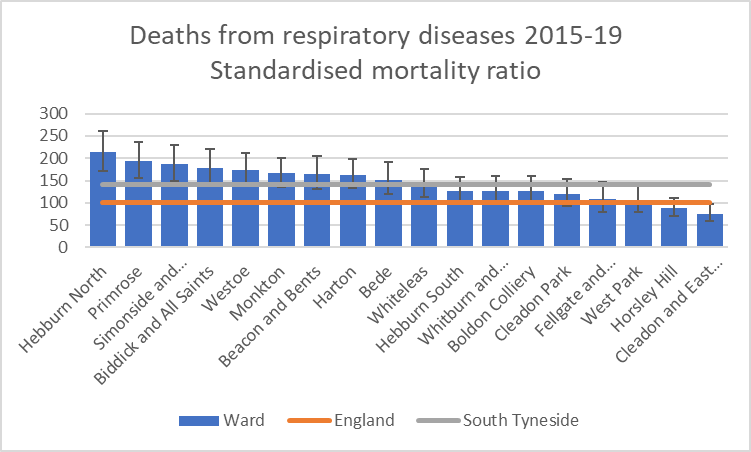 Deaths from respiratory diseases 2015-19
Standardised mortality ratio
300
250
200
150
100
50
0
Hebburn North
Primrose
Simonside and...
Biddick and All Saints
Westoe
Monkton
Beacon and Bents
Harton
Bede
Whiteleas
Hebburn South
Whitburn and...
Boldon Colliery
Cleadon Park
Fellgate and...
West Park
Horsley Hill
Cleadon and East...
Ward
England
South Tyneside